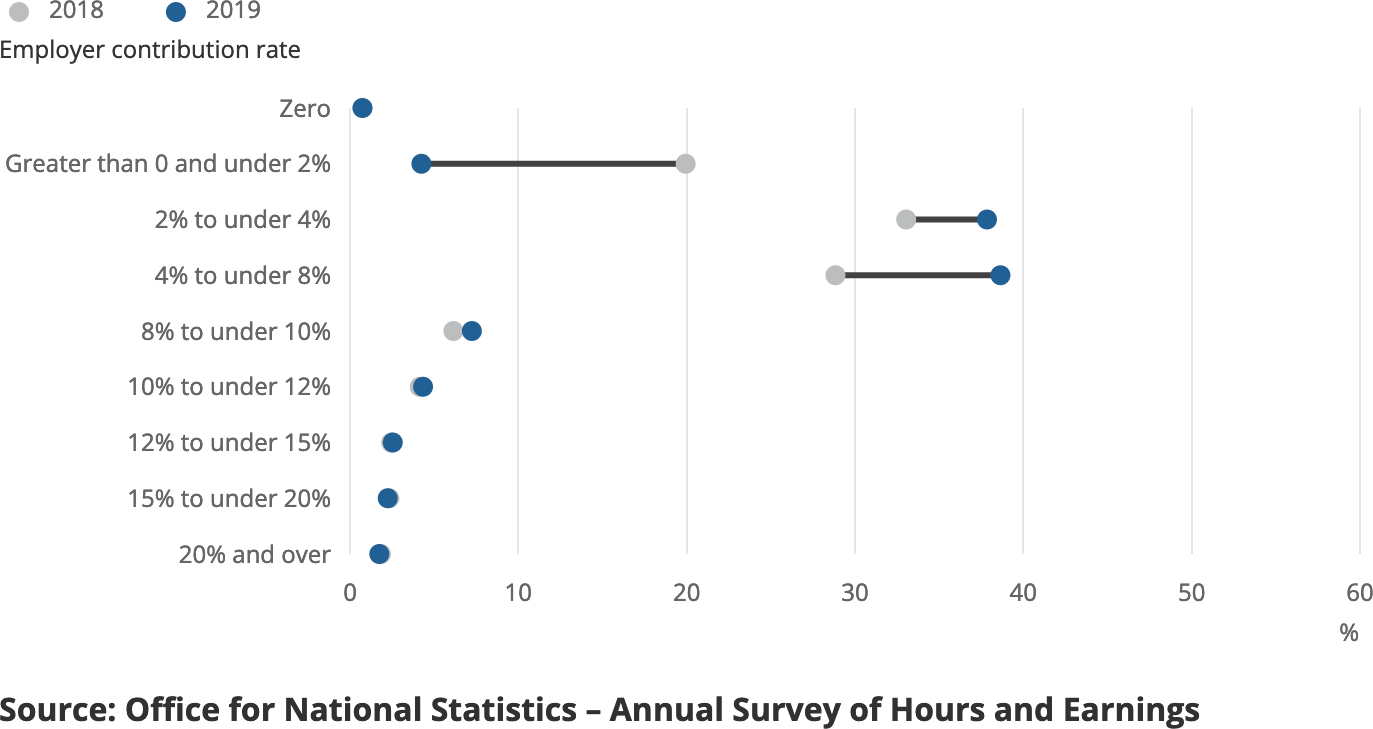 2018 2019
Employer contribution rate
Zero
Greater than 0 and under 2%
2% to under 4%
4% to under 8%
8% to under 10%
10% to under 12%
12% to under 15%
15% to under 20%
20% and over
0 10 20 30 40 50 60
%
Source: Office for National Statistics – Annual Survey of Hours and Earnings